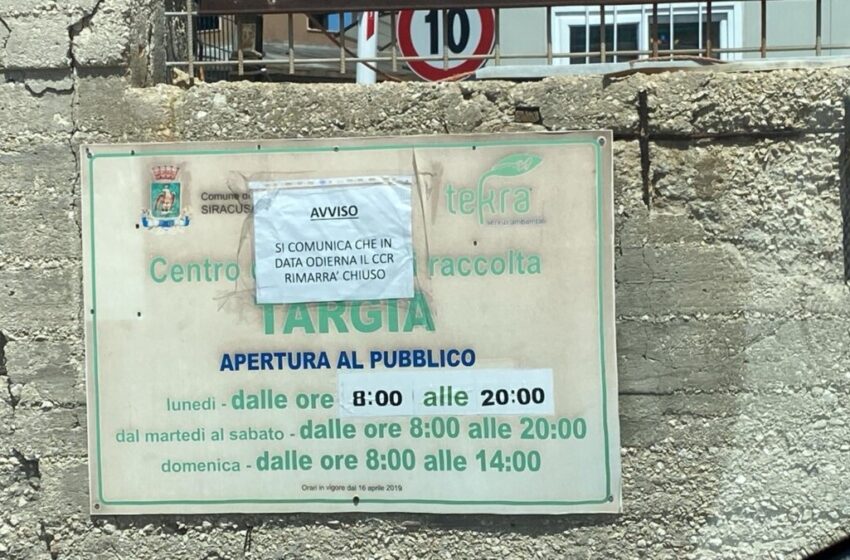 10
Comune di
SIRACUSA
tekra
servizi ambientali
AVVISO
SI COMUNICA CHE IN
DATA ODIERNA IL CCR
RIMARRA' CHIUSO
Centro raccolta
TARGIA
APERTURA AL PUBBLICO
lunedì - dalle ore 8:00 alle 20:00
dal martedì al sabato - dalle ore 8:00 alle 20:00
domenica - dalle ore 8:00 alle 14:00
Orari in vigore dal 16 aprile 2019